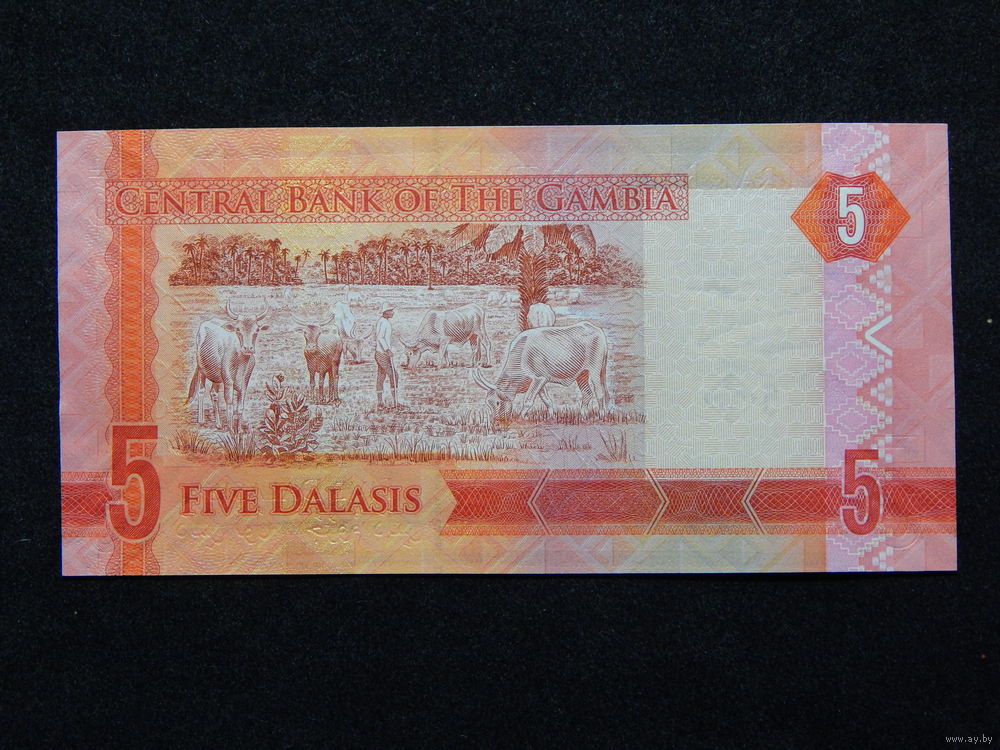 CENTRAL BANK OF THE GAMBIA
5
5
FIVE DALASIS
5
www.ay.by